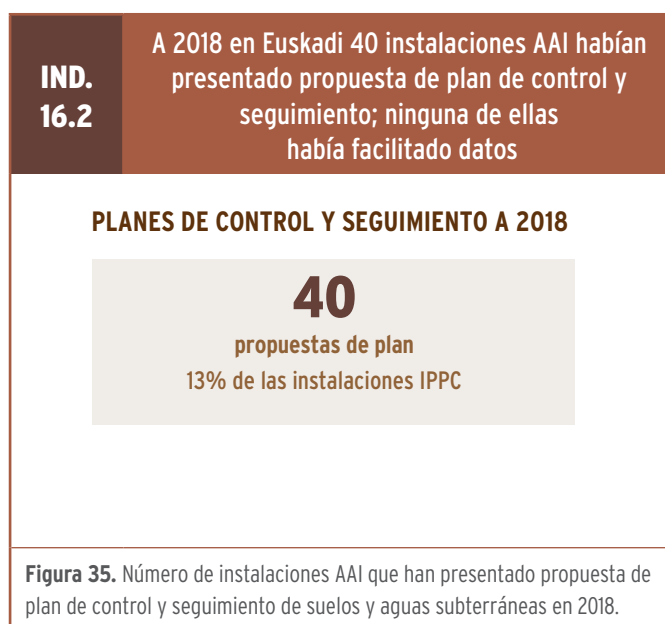 IND.
16.2
A 2018 en Euskadi 40 instalaciones AAI habían
presentado propuesta de plan de control y
seguimiento; ninguna de ellas
había facilitado datos
PLANES DE CONTROL Y SEGUIMIENTO A 2018
40
propuestas de plan
13% de las instalaciones IPPC
Figura 35. Número de instalaciones AAI que han presentado propuesta de
plan de control y seguimiento de suelos y aguas subterráneas en 2018.